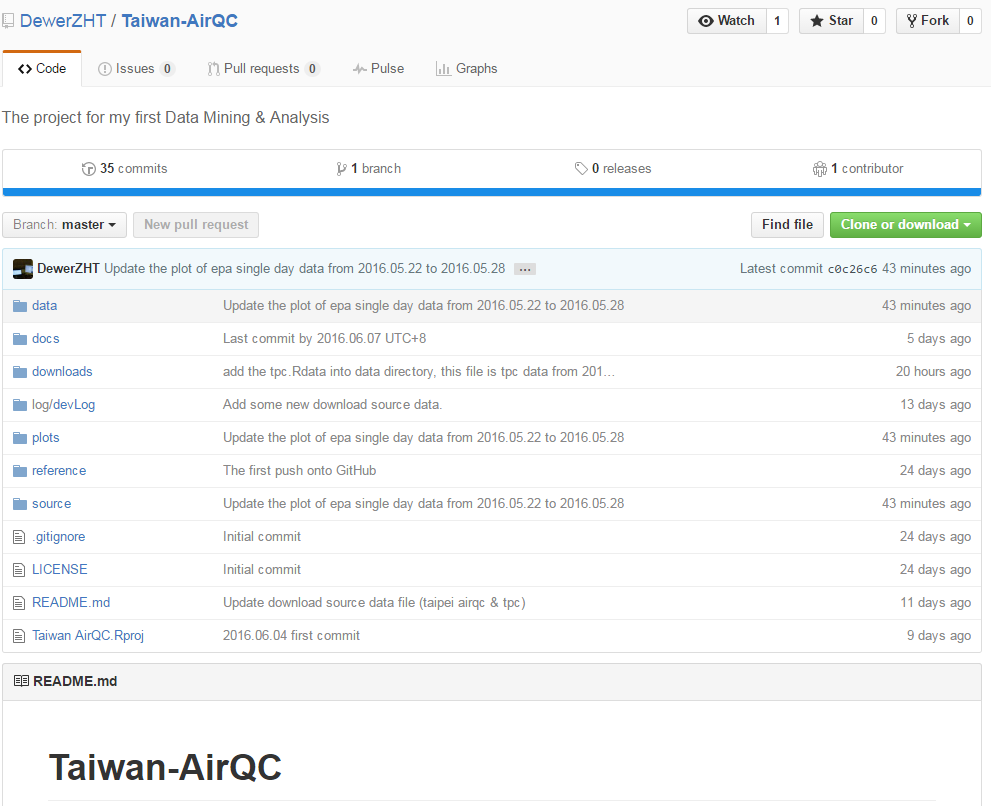 DewerZHT / Taiwan-AirQC Watch 1 Star 0 Fork 0
Code Issues 0 Pull requests 0 Pulse Graphs
The project for my first Data Mining & Analysis
35 commits 1 branch 0 releases 1 contributor
Branch: master New pull request Find file Clone or download
DewerZHT Update the plot of epa single day data from 2016.05.22 to 2016.05.28 ... Latest commit c0c26c6 43 minutes ago
data Update the plot of epa single day data from 2016.05.22 to 2016.05.28 43 minutes ago
docs Last commit by 2016.06.07 UTC+8 5 days ago
downloads add the tpc.Rdata into data directory, this file is tpc data from 201... 20 hours ago
log/devLog Add some new download source data. 13 days ago
plots Update the plot of epa single day data from 2016.05.22 to 2016.05.28 43 minutes ago
reference The first push onto GitHub 24 days ago
source Update the plot of epa single day data from 2016.05.22 to 2016.05.28 43 minutes ago
.gitignore Initial commit 24 days ago
LICENSE Initial commit 24 days ago
README.md Update download source data file (taipei airqc & tpc) 11 days ago
Taiwan AirQC.Rproj 2016.06.04 first commit 9 days ago
README.md
Taiwan-AirQC